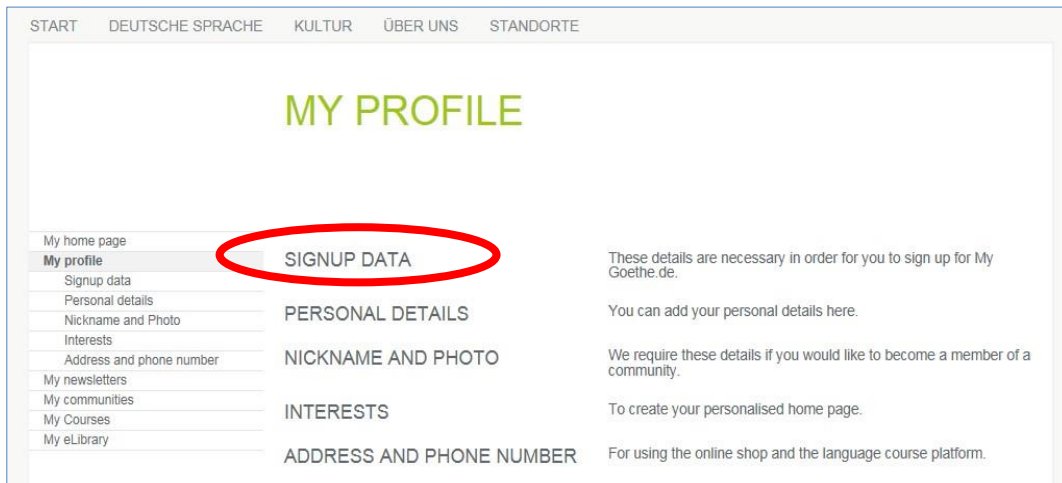 START DEUTSCHE SPRACHE KULTUR ÜBER UNS STANDORTE
MY PROFILE
My home page
My profile
Signup data
Personal details
Nickname and Photo
Interests
Address and phone number
My newsletters
My communities
My Courses
My eLibrary
SIGNUP DATA
These details are necessary in order for you to sign up for My
Goethe.de.
PERSONAL DETAILS
You can add your personal details here.
NICKNAME AND PHOTO
We require these details if you would like to become a member of a
community.
INTERESTS
To create your personalised home page.
ADDRESS AND PHONE NUMBER
For using the online shop and the language course platform.